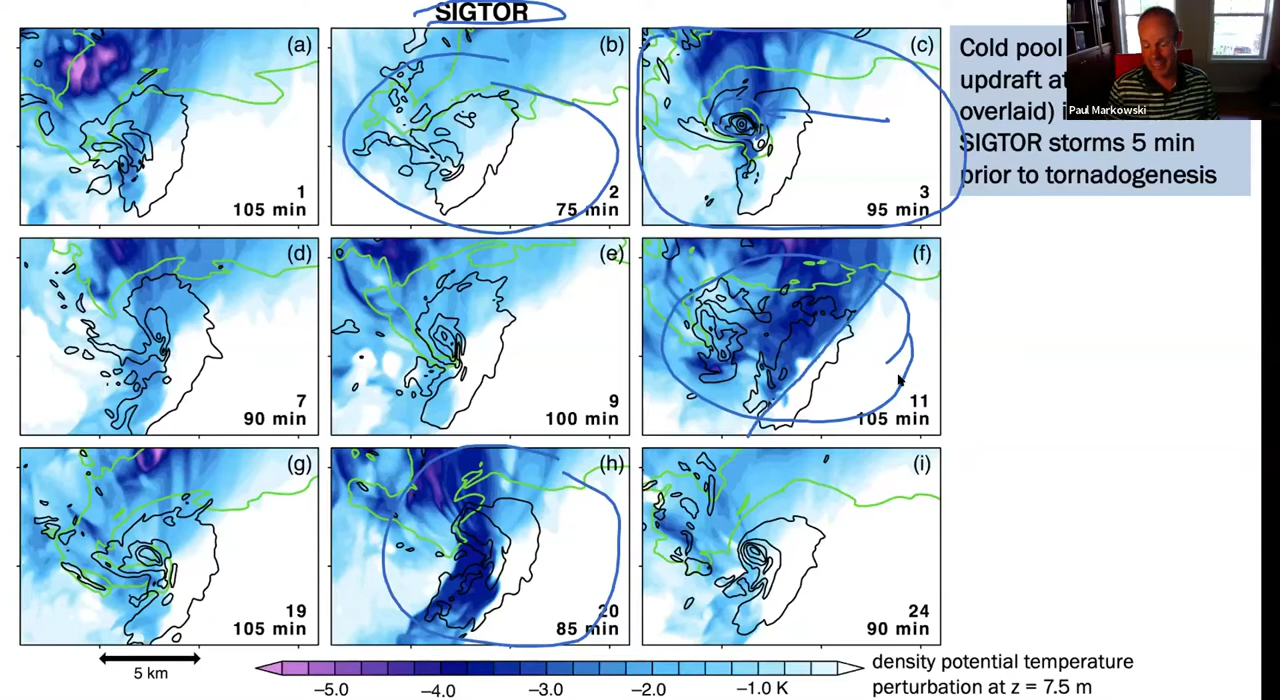 SIGTOR
(a)
1
105 min
(b)
2
75 min
(c)
3
95 min
Cold pool
updraft at
overlaid) i
SIGTOR storms 5 min
prior to tornadogenesis
Paul Markowski
(d)
7
90 min
(e)
9
100 min
(f)
11
105 min
(g)
19
105 min
(h)
20
85 min
(i)
24
90 min
5 km
−5.0 −4.0 −3.0 −2.0 −1.0 K
density potential temperature
perturbation at z = 7.5 m